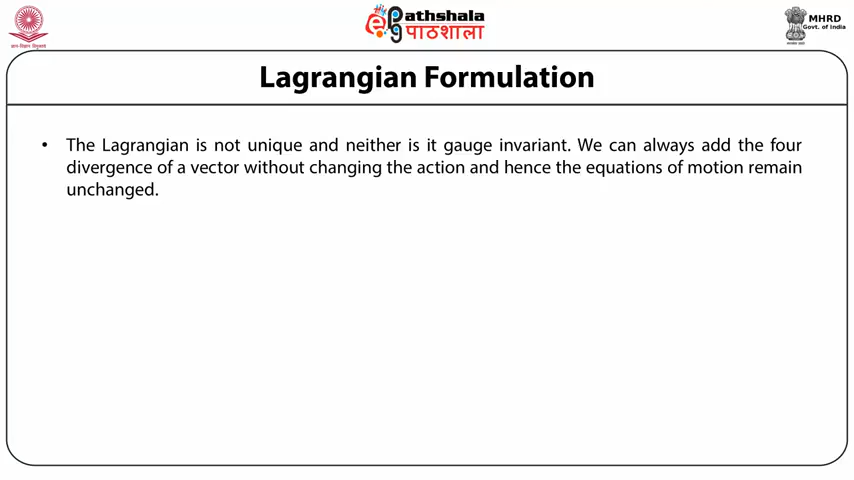 ePG Pathshala
पाठशाला
MHRD
Govt. of India
Lagrangian Formulation
• The Lagrangian is not unique and neither is it gauge invariant. We can always add the four
divergence of a vector without changing the action and hence the equations of motion remain
unchanged.